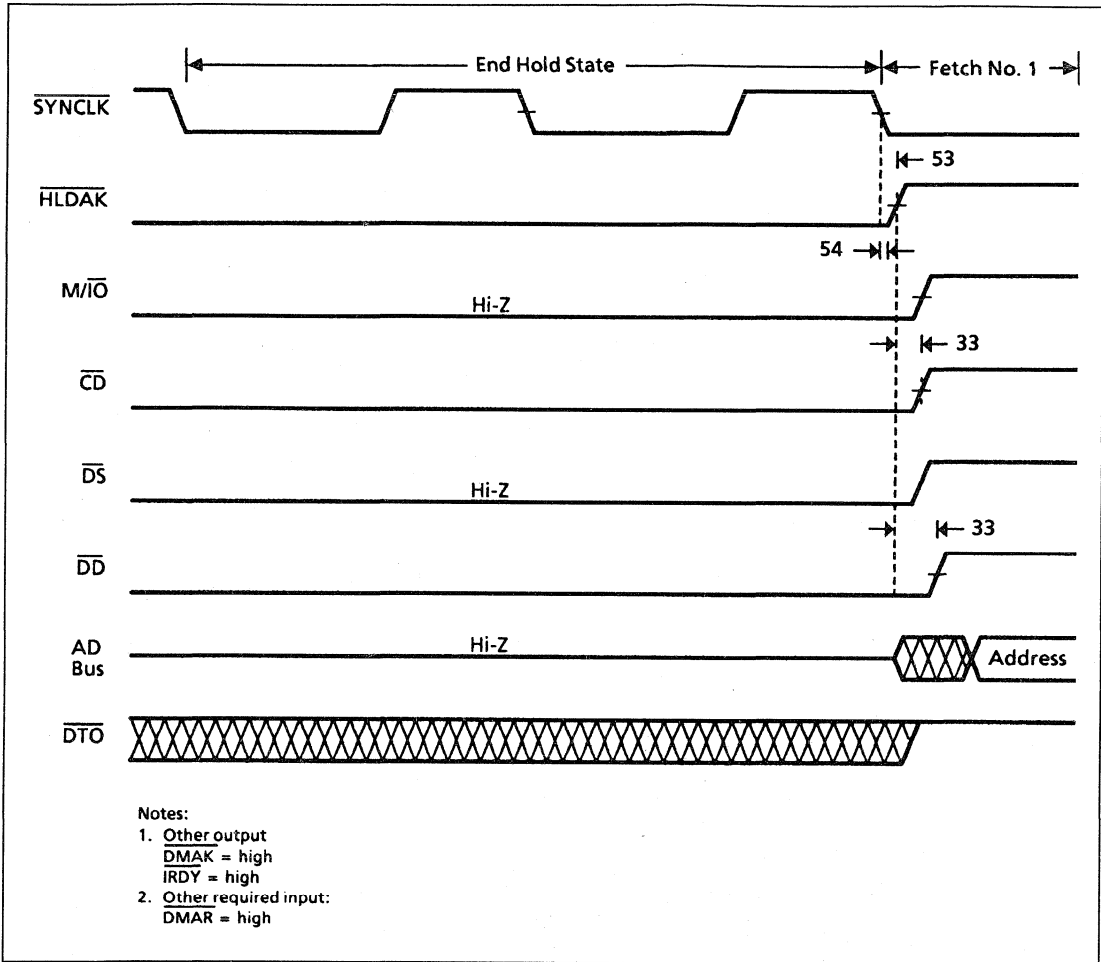 End Hold State
Fetch No. 1
SYNCLK
53
HLDAK
54
M/IO
Hi-Z
33
CD
DS
Hi-Z
33
DD
AD
Bus
Hi-Z
Address
DTO
Notes:
1. Other output
DMAK = high
IRDY = high
2. Other required input:
DMAR = high